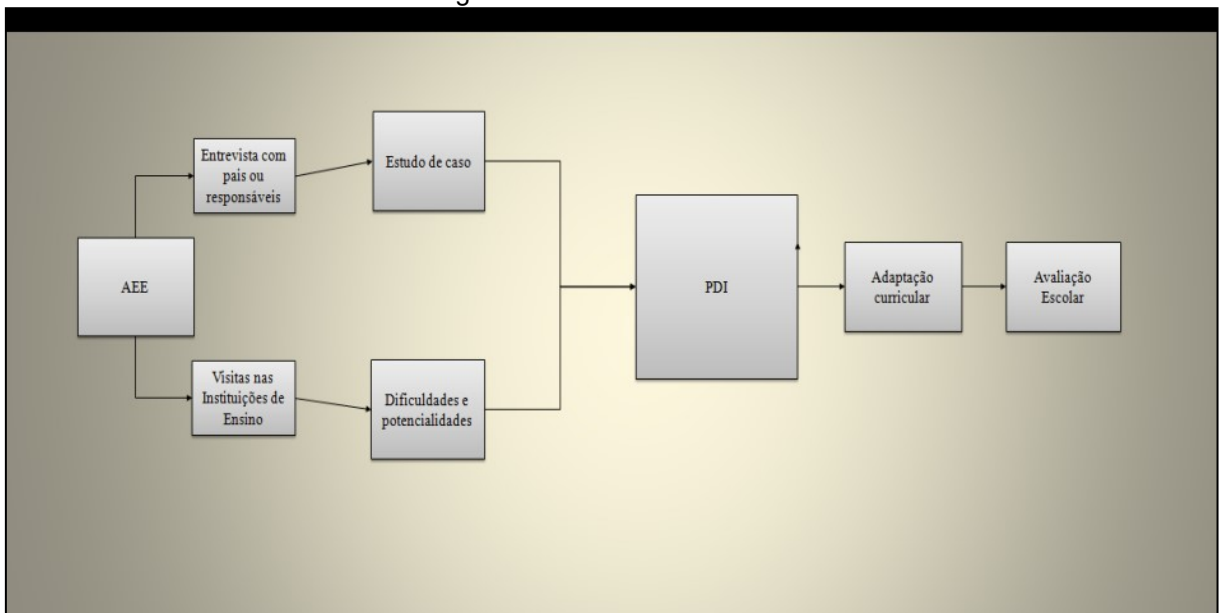 AEE
Entrevista com
pais ou
responsáveis
Estudo de caso
Visitas nas
Instituições de
Ensino
Dificuldades e
potencialidades
PDI
Adaptação
curricular
Avaliação
Escolar